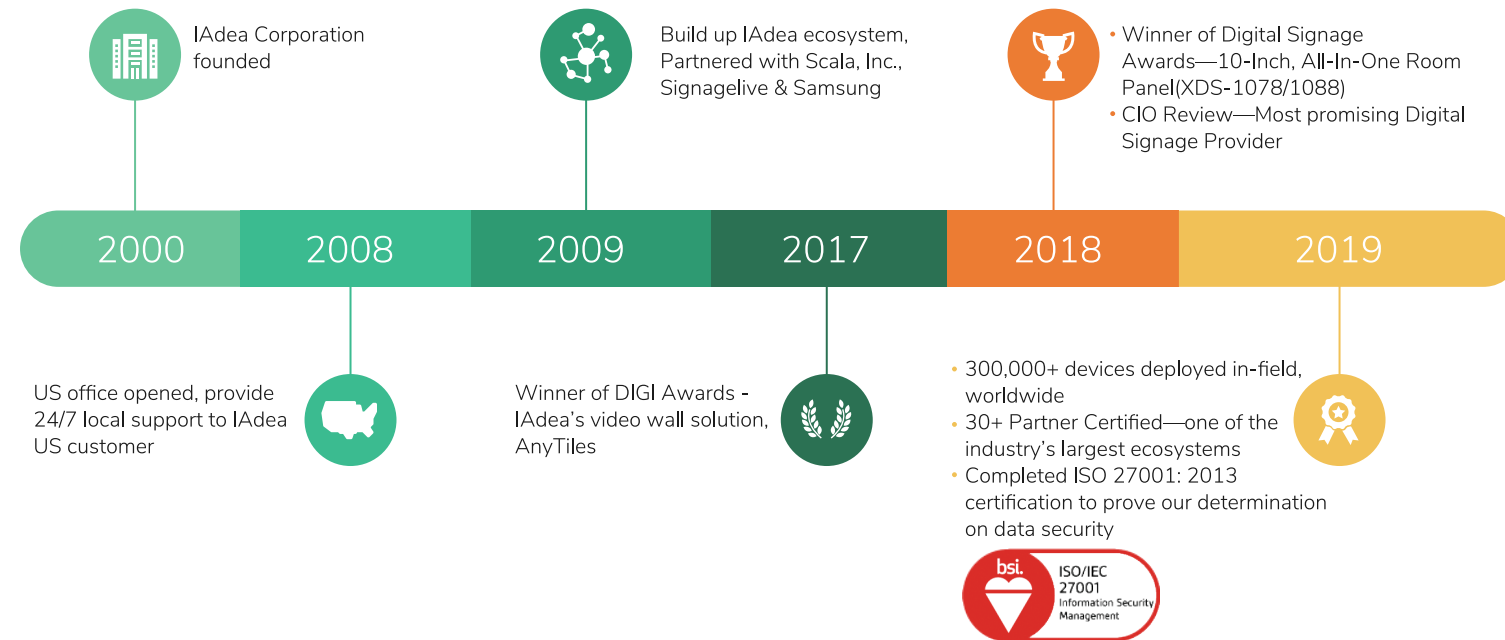 IAdea Corporation
founded
Build up IAdea ecosystem,
Partnered with Scala, Inc.,
Signagelive & Samsung
• Winner of Digital Signage
Awards—10-Inch, All-In-One Room
Panel(XDS-1078/1088)
• CIO Review—Most promising Digital
Signage Provider
2000
2008
2009
2017
2018
2019
US office opened, provide
24/7 local support to IAdea
US customer
Winner of DIGI Awards -
IAdea's video wall solution,
AnyTiles
• 300,000+ devices deployed in-field,
worldwide
• 30+ Partner Certified—one of the
industry's largest ecosystems
• Completed ISO 27001: 2013
certification to prove our determination
on data security
bsi.
ISO/IEC
27001
Information Security
Management